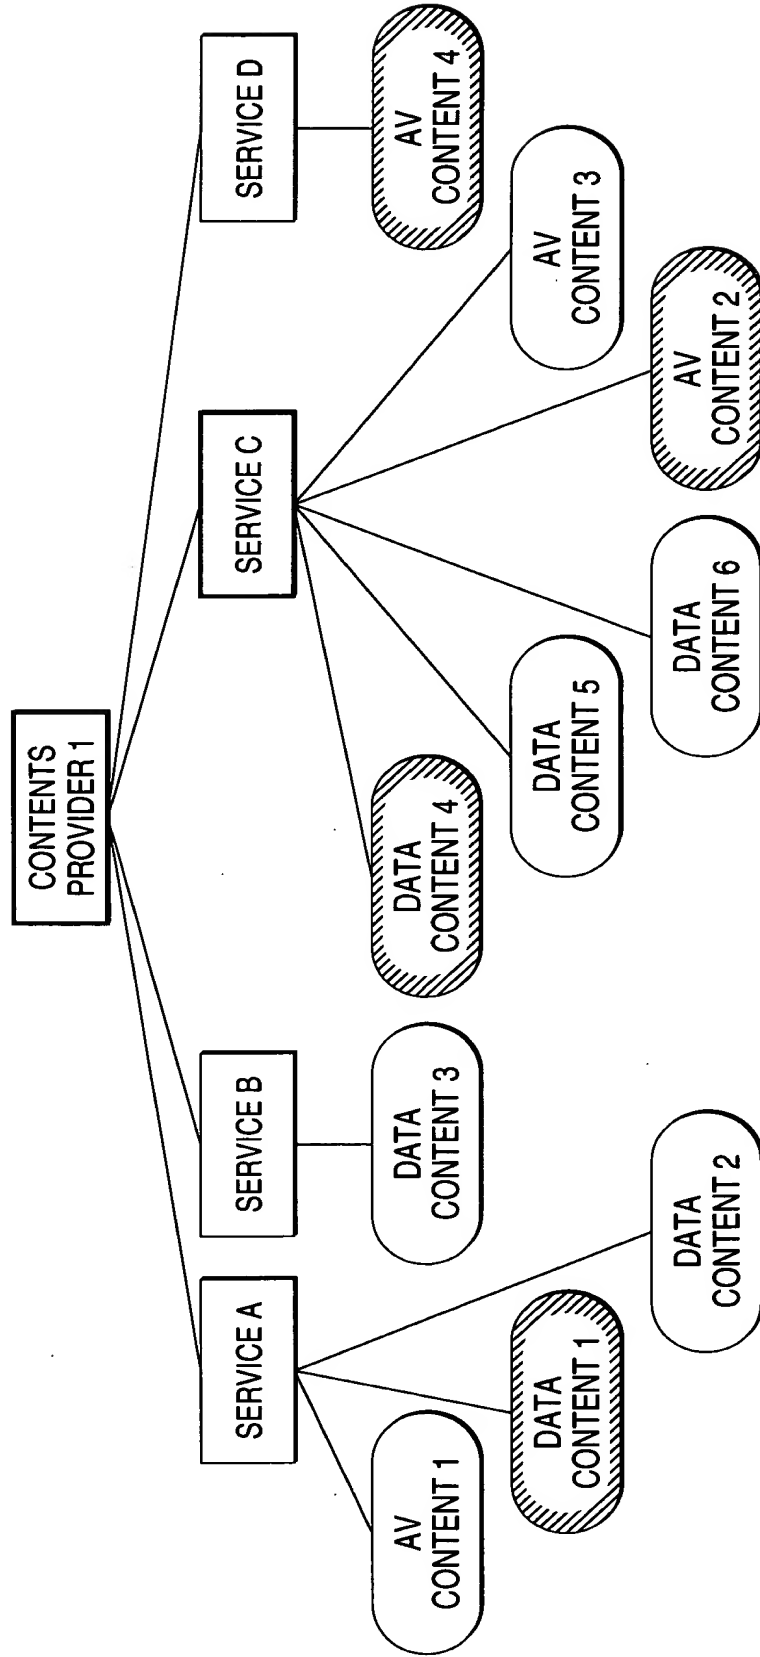 CONTENTS
PROVIDER 1
SERVICE A
SERVICE B
SERVICE C
SERVICE D
AV
CONTENT 1
DATA
CONTENT 1
DATA
CONTENT 2
DATA
CONTENT 3
DATA
CONTENT 4
DATA
CONTENT 5
DATA
CONTENT 6
AV
CONTENT 2
AV
CONTENT 3
AV
CONTENT 4